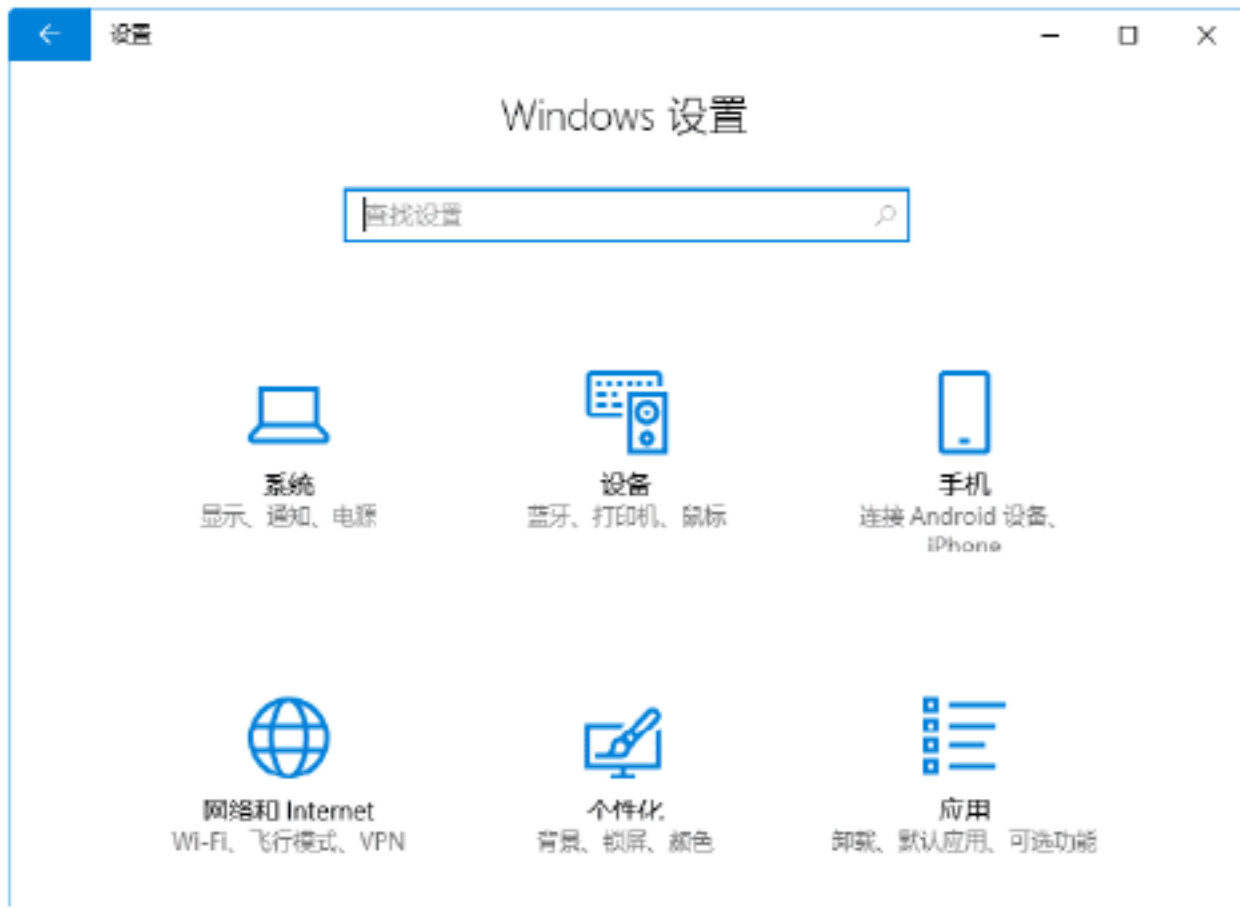 设置
Windows 设置
查找设置
系统
显示、通知、电源
设备
蓝牙、打印机、鼠标
手机
连接 Android 设备、
iPhone
网络和 Internet
Wi-Fi、飞行模式、VPN
个性化
背景、锁屏、颜色
应用
卸载、默认应用、可选功能